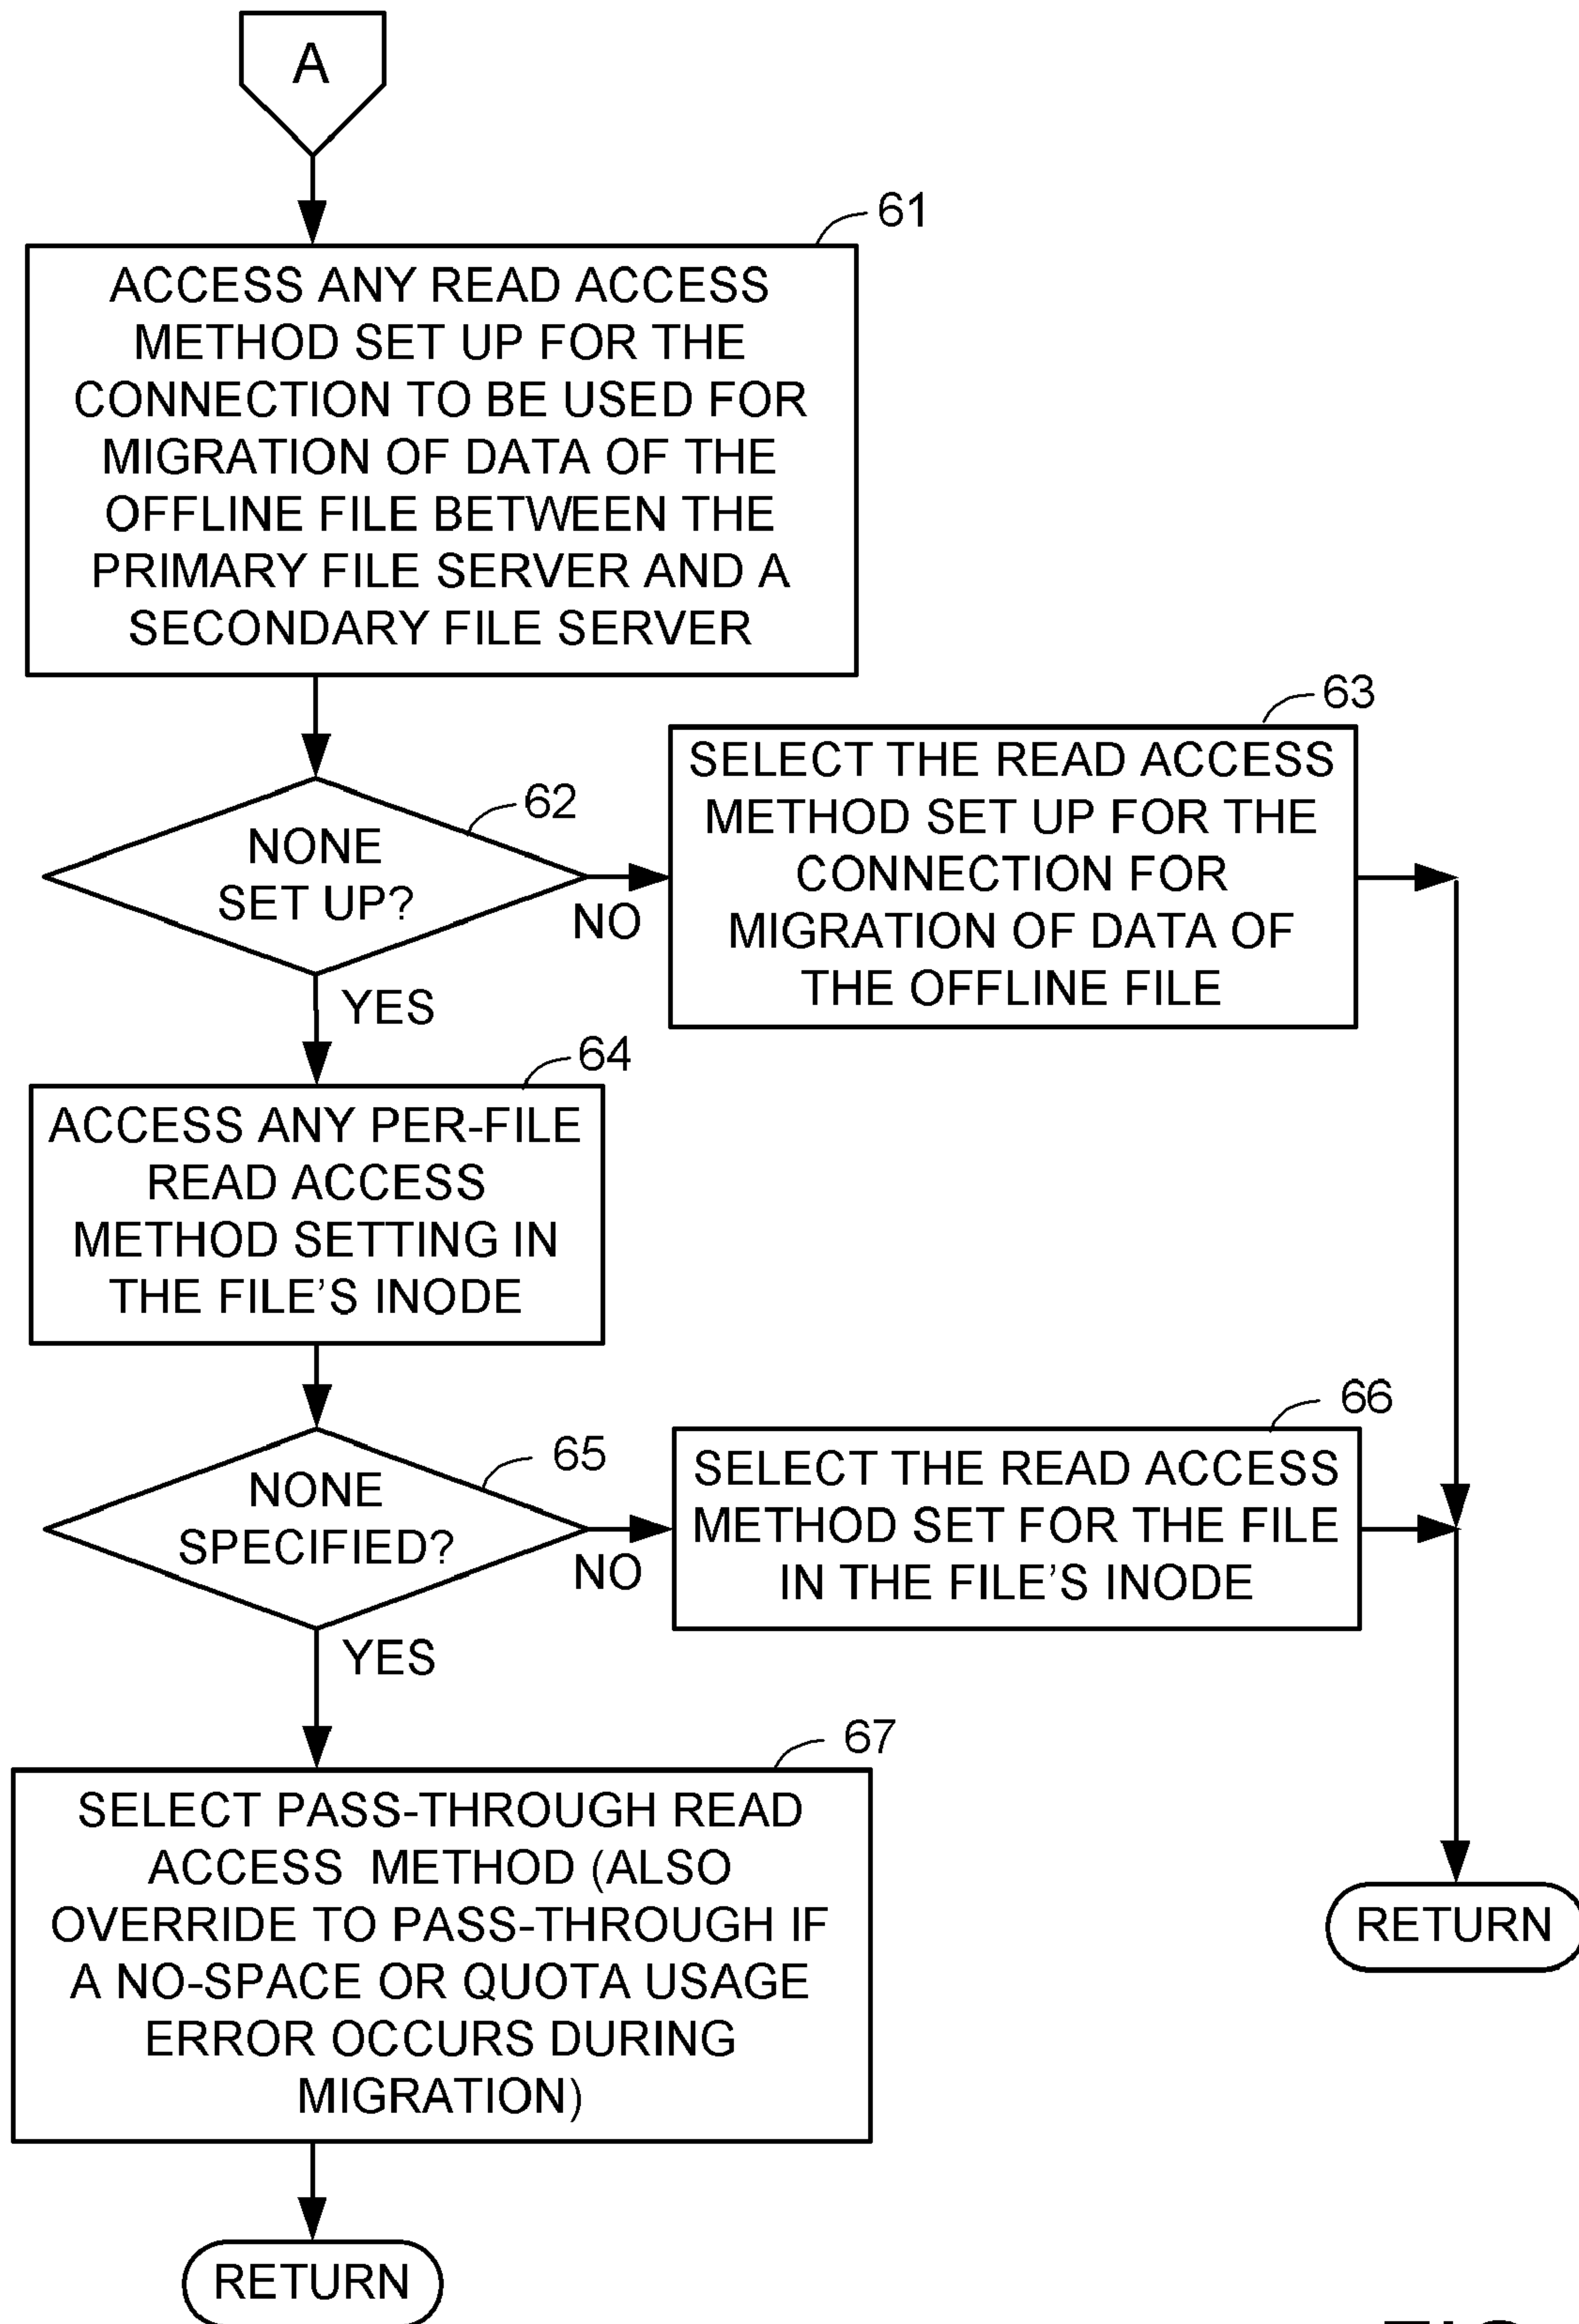 A
61
ACCESS ANY READ ACCESS
METHOD SET UP FOR THE
CONNECTION TO BE USED FOR
MIGRATION OF DATA OF THE
OFFLINE FILE BETWEEN THE
PRIMARY FILE SERVER AND A
SECONDARY FILE SERVER
62
NONE
SET UP?
NO
YES
63
SELECT THE READ ACCESS
METHOD SET UP FOR THE
CONNECTION FOR
MIGRATION OF DATA OF
THE OFFLINE FILE
64
ACCESS ANY PER-FILE
READ ACCESS
METHOD SETTING IN
THE FILE’S INODE
65
NONE
SPECIFIED?
NO
YES
66
SELECT THE READ ACCESS
METHOD SET FOR THE FILE
IN THE FILE’S INODE
67
SELECT PASS-THROUGH READ
ACCESS METHOD (ALSO
OVERRIDE TO PASS-THROUGH IF
A NO-SPACE OR QUOTA USAGE
ERROR OCCURS DURING
MIGRATION)
RETURN
RETURN